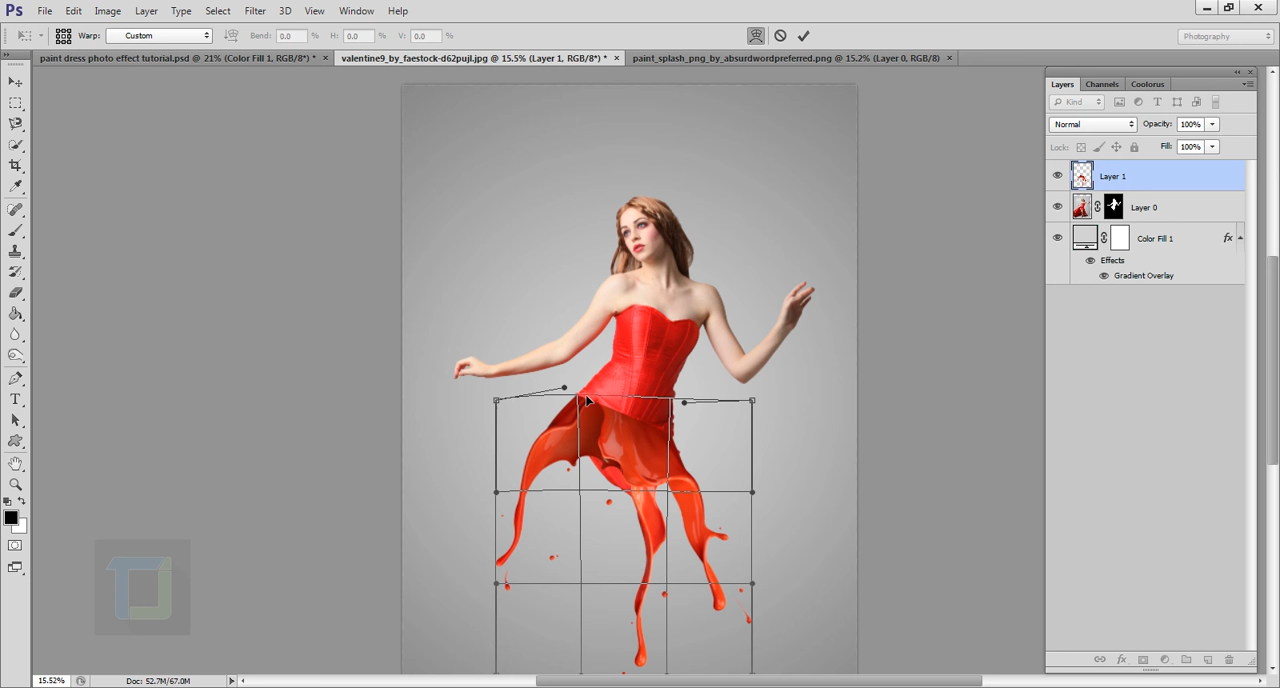 Ps File Edit Image Layer Type Select Filter 3D View Window Help
Warp: Custom Bend: 0.0 % H: 0.0 % V: 0.0 % Photography
paint dress photo effect tutorial.psd @ 21% (Color Fill 1, RGB/8*) * × valentine9_by_faestock-d62pujl.jpg @ 15.5% (Layer 1, RGB/8*) * × paint_splash_png_by_absurdwordpreferred.png @ 15.2% (Layer 0, RGB/8) ×
Layers Channels Coolorus
Kind
Normal Opacity: 100%
Lock: Fill: 100%
Layer 1
Layer 0
Color Fill 1 fx
Effects
Gradient Overlay
TJ
15.52% Doc: 52.7M/67.0M
fx